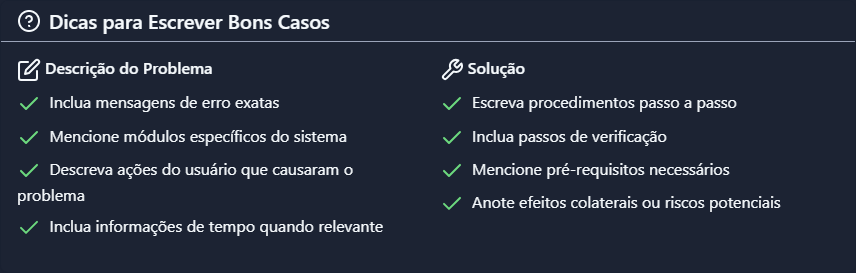 Dicas para Escrever Bons Casos
Descrição do Problema
Inclua mensagens de erro exatas
Mencione módulos específicos do sistema
Descreva ações do usuário que causaram o
problema
Inclua informações de tempo quando relevante
Solução
Escreva procedimentos passo a passo
Inclua passos de verificação
Mencione pré-requisitos necessários
Anote efeitos colaterais ou riscos potenciais